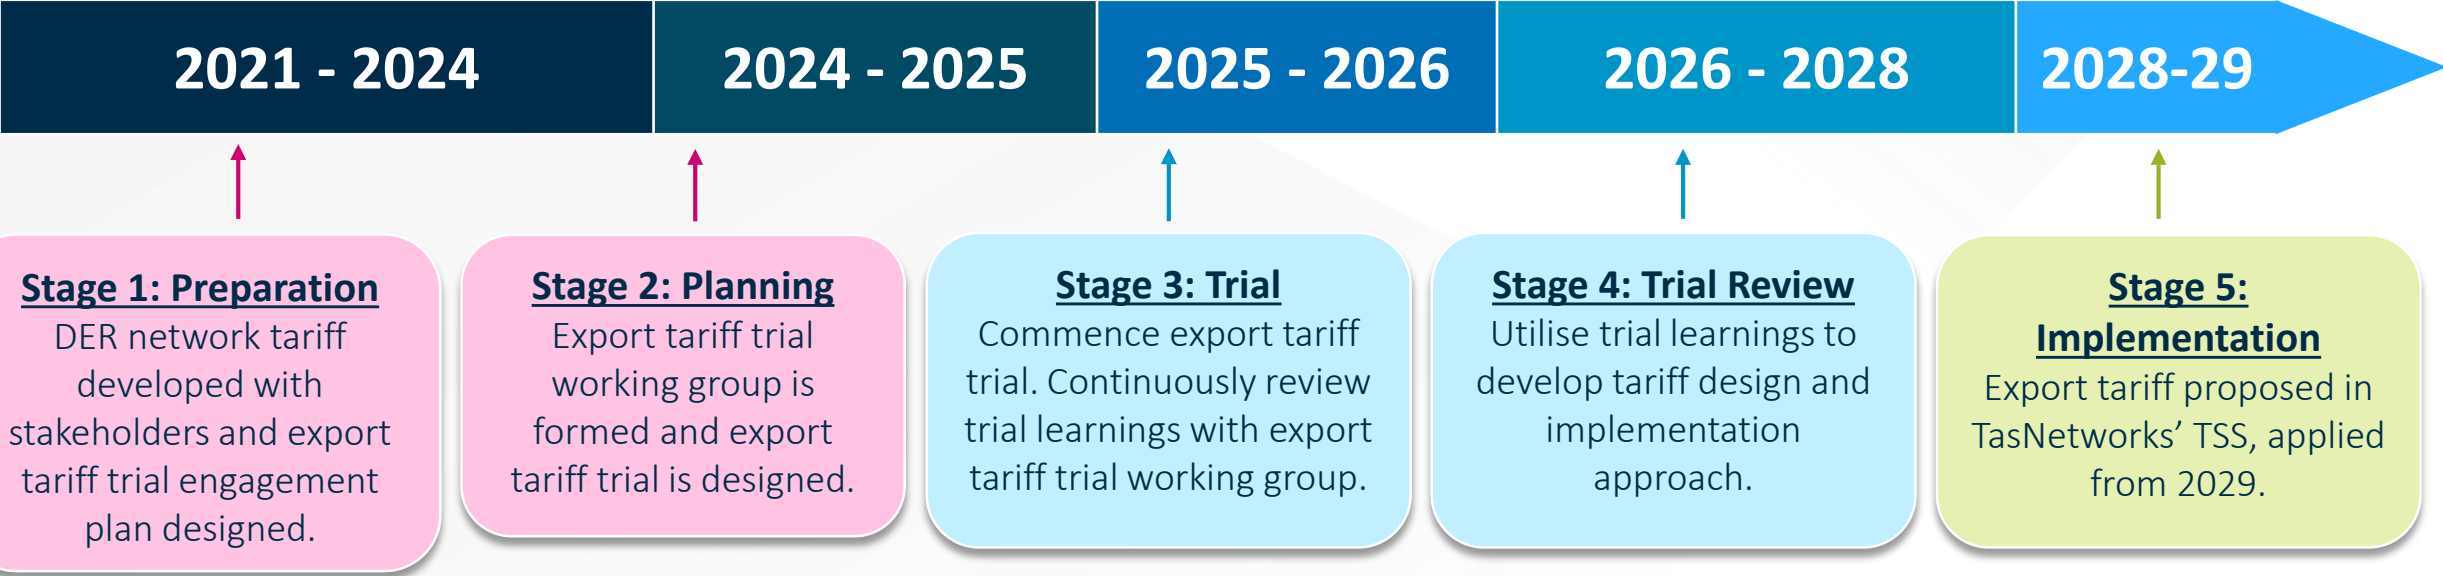 2021 - 2024
2024 - 2025
2025 - 2026
2026 - 2028
2028-29
Stage 1: Preparation
DER network tariff
developed with
stakeholders and export
tariff trial engagement
plan designed.
Stage 2: Planning
Export tariff trial
working group is
formed and export
tariff trial is designed.
Stage 3: Trial
Commence export tariff
trial. Continuously review
trial learnings with export
tariff trial working group.
Stage 4: Trial Review
Utilise trial learnings to
develop tariff design and
implementation
approach.
Stage 5:
Implementation
Export tariff proposed in
TasNetworks’ TSS, applied
from 2029.